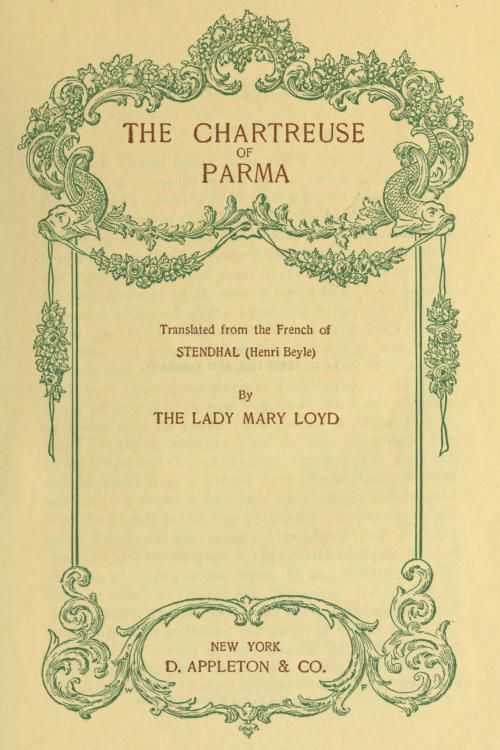 THE CHARTREUSE
OF
PARMA
Translated from the French of
STENDHAL (Henri Beyle)
By
THE LADY MARY LOYD
NEW YORK
D. APPLETON & CO.
W F